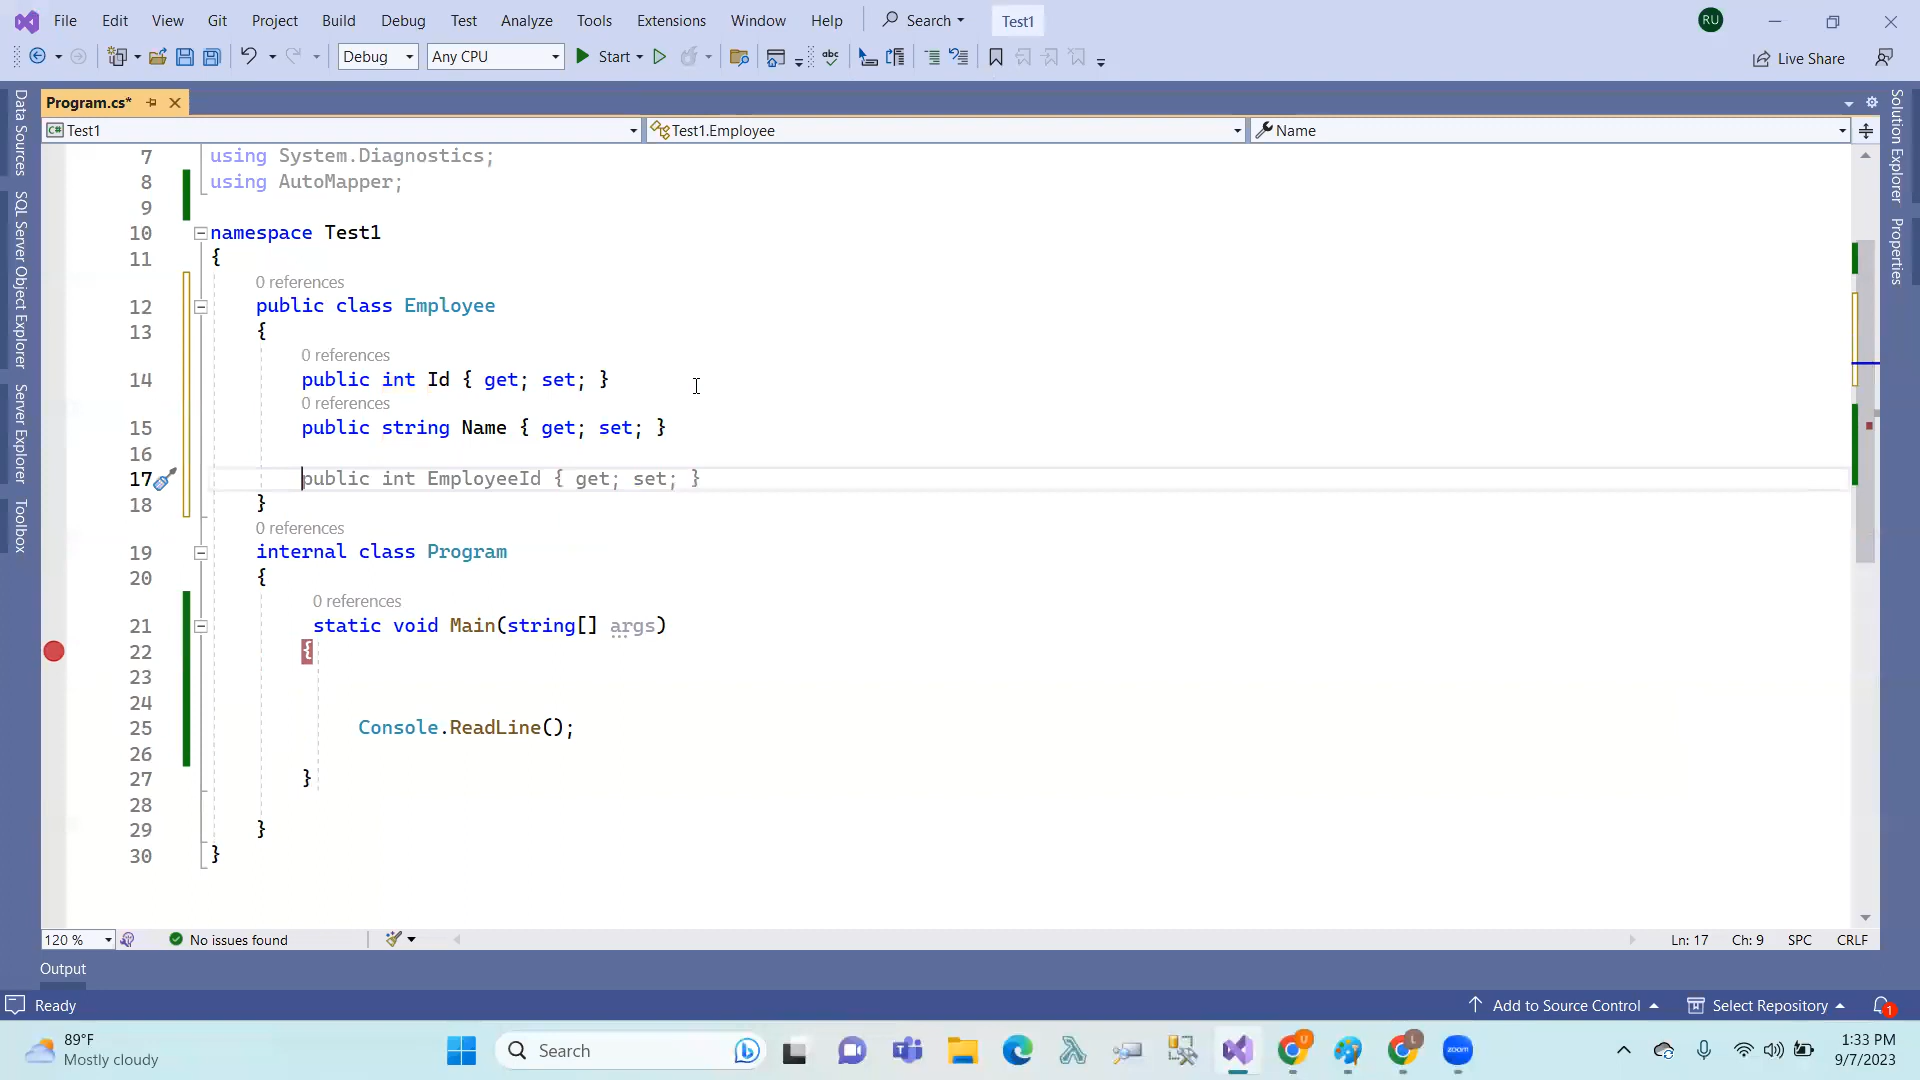 File Edit View Git Project Build Debug Test Analyze Tools Extensions Window Help Search Test1 RU
Debug Any CPU Start abc Live Share
Program.cs*
Test1 Test1.Employee Name
Data Sources
SQL Server Object Explorer
Server Explorer
Toolbox
Solution Explorer
Properties
7 using System.Diagnostics;
8 using AutoMapper;
9
10 namespace Test1
11 {
0 references
12 public class Employee
13 {
0 references
14 public int Id { get; set; }
0 references
15 public string Name { get; set; }
16
17 public int EmployeeId { get; set; }
18 }
0 references
19 internal class Program
20 {
0 references
21 static void Main(string[] args)
22 {
23
24
25 Console.ReadLine();
26
27 }
28
29 }
30 }
120 % No issues found Ln: 17 Ch: 9 SPC CRLF
Output
Ready Add to Source Control Select Repository 1
89°F
Mostly cloudy
Search
zoom
1:33 PM
9/7/2023